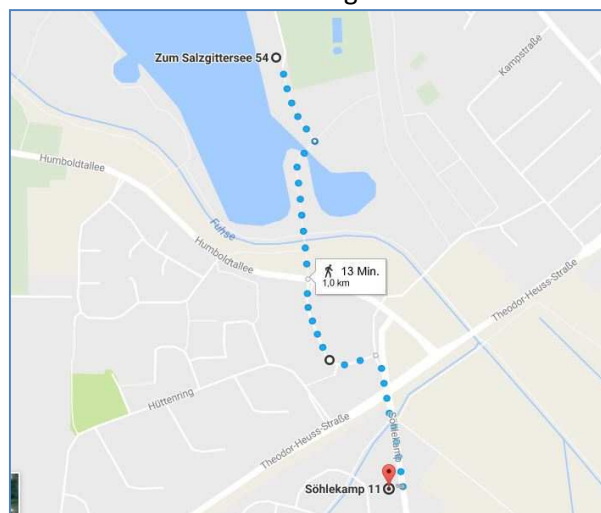 Zum Salzgittersee 54
Kampstraße
Humboldtallee
Fuhse
Humboldtallee
13 Min.
1,0 km
Theodor-Heuss-Straße
Hüttenring
Theodor-Heuss-Straße
Söhlekamp
Söhlekamp 11